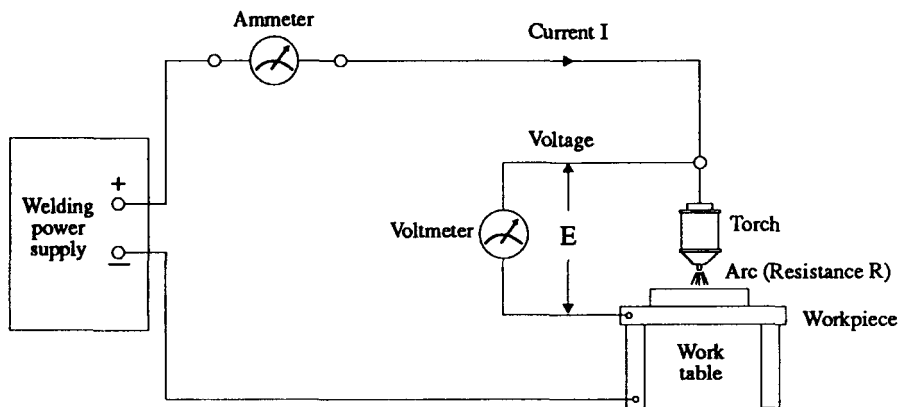 Ammeter
Current I
Voltage
+
Welding
power
supply
Voltmeter
E
Torch
−
Arc (Resistance R)
Workpiece
Work
table